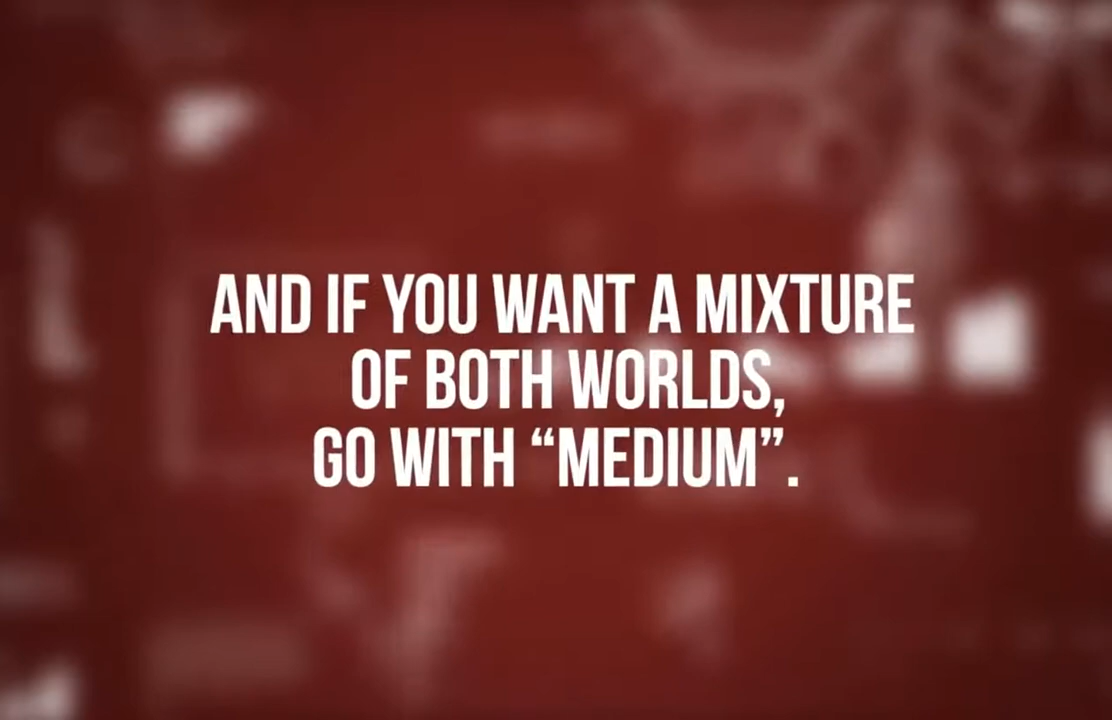 AND IF YOU WANT A MIXTURE
OF BOTH WORLDS,
GO WITH “MEDIUM”.